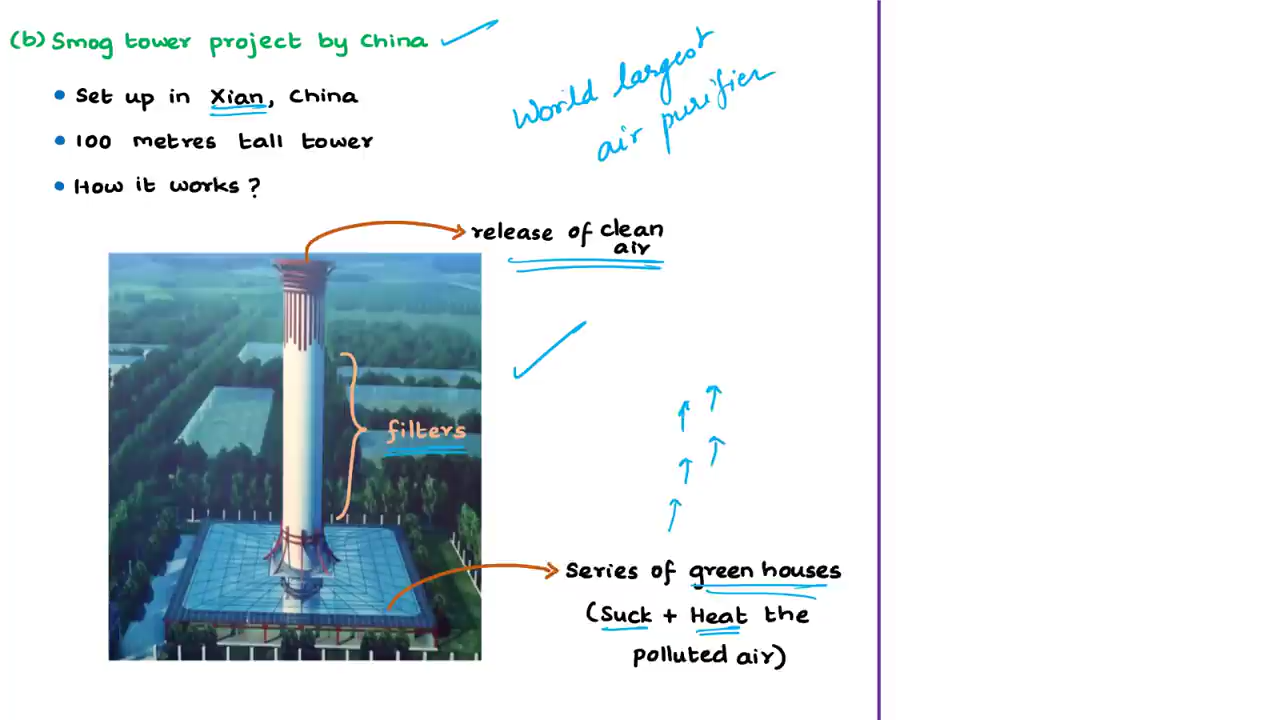 (b) Smog tower project by China
• Set up in Xian, China
• 100 metres tall tower
• How it works?
World largest
air purifier
release of clean
air
filters
series of green houses
(Suck + Heat the
polluted air)